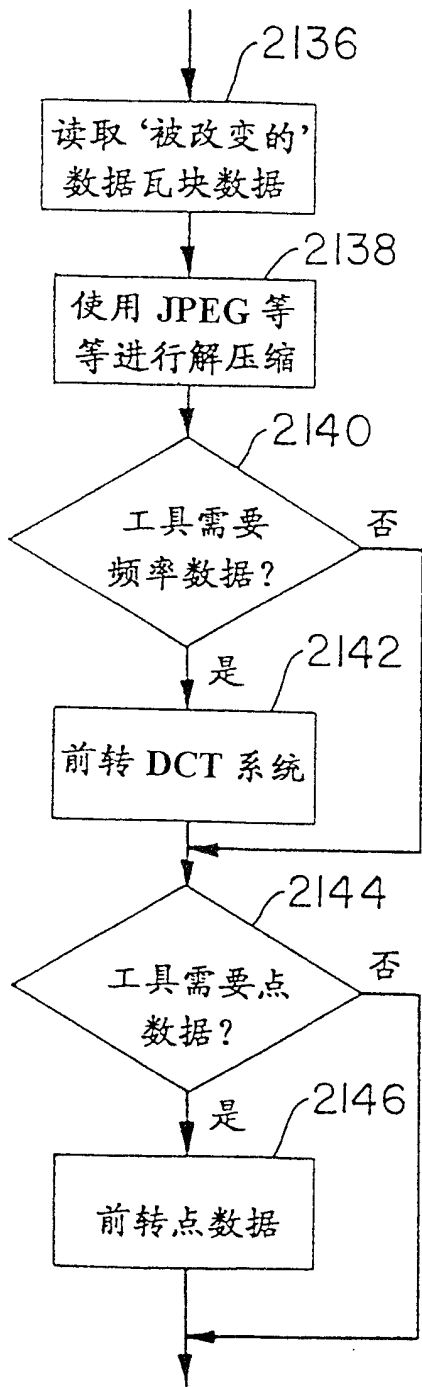 2136
读取‘被改变的’
数据瓦块数据
2138
使用 JPEG 等
等进行解压缩
2140
工具需要
频率数据?
否
是
2142
前转 DCT 系统
2144
工具需要点
数据?
否
是
2146
前转点数据